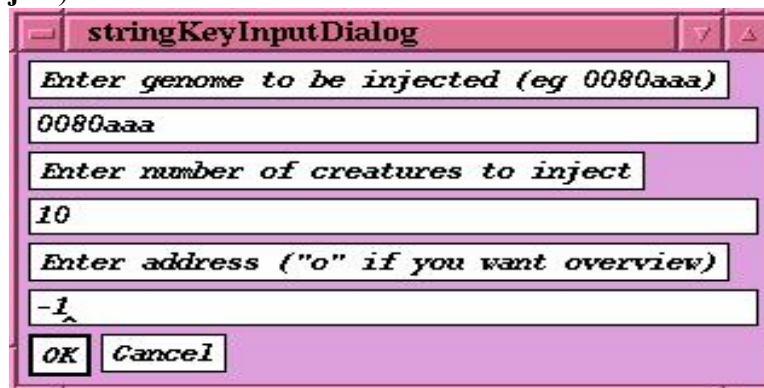 stringKeyInputDialog
Enter genome to be injected (eg 0080aaa)
0080aaa
Enter number of creatures to inject
10
Enter address ("o" if you want overview)
-1
OK Cancel